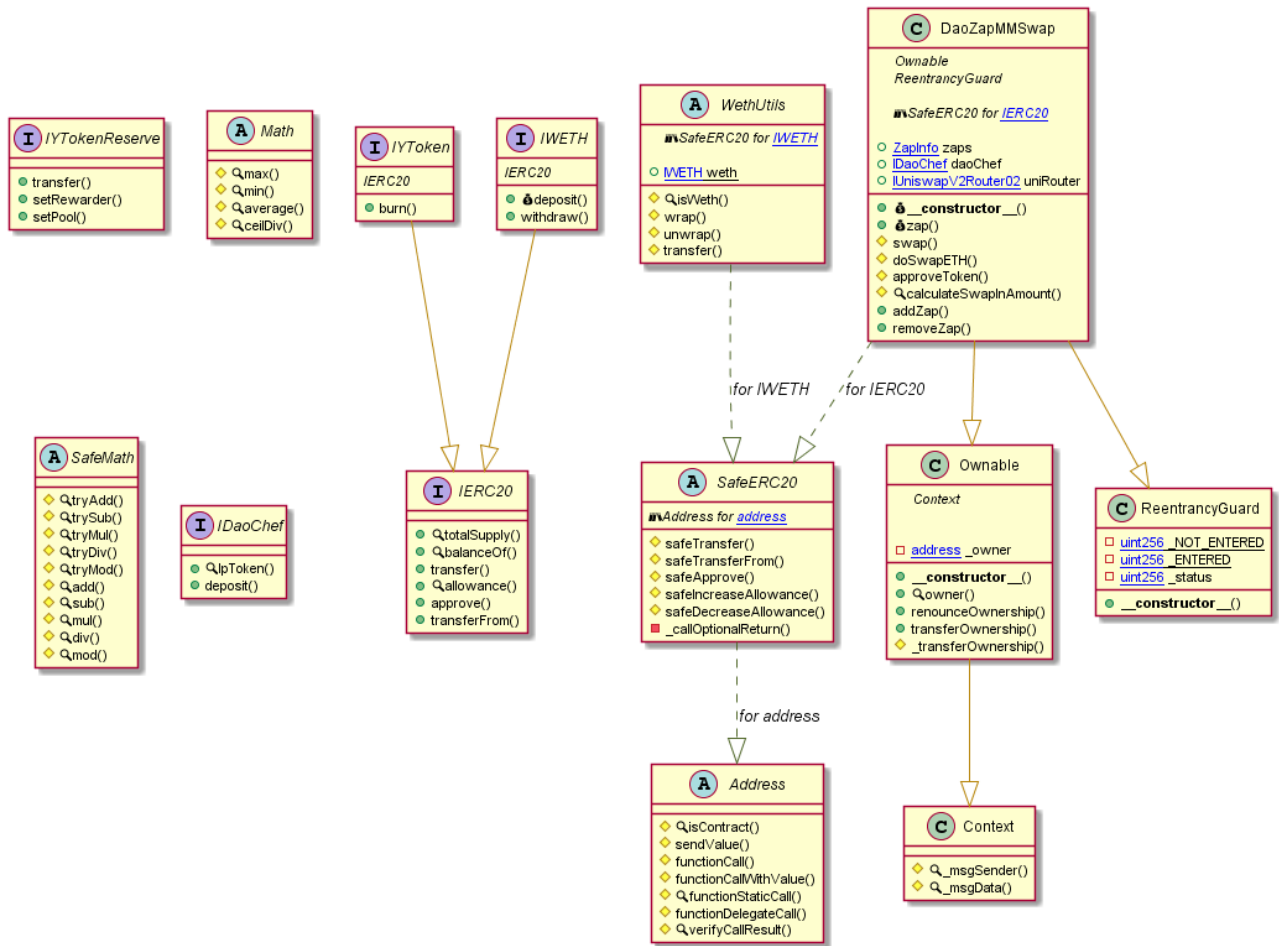 I IYTokenReserve
transfer()
setRewarder()
setPool()
A Math
max()
min()
average()
ceilDiv()
I IYToken
IERC20
burn()
I IWETH
IERC20
deposit()
withdraw()
A WethUtils
SafeERC20 for IWETH
IWETH weth
isWeth()
wrap()
unwrap()
transfer()
C DaoZapMMSwap
Ownable
ReentrancyGuard
SafeERC20 for IERC20
ZapInfo zaps
IDaoChef daoChef
IUniswapV2Router02 uniRouter
__constructor__()
zap()
swap()
doSwapETH()
approveToken()
calculateSwapInAmount()
addZap()
removeZap()
for IWETH
for IERC20
A SafeMath
tryAdd()
trySub()
tryMul()
tryDiv()
tryMod()
add()
sub()
mul()
div()
mod()
I IDaoChef
lpToken()
deposit()
I IERC20
totalSupply()
balanceOf()
transfer()
allowance()
approve()
transferFrom()
A SafeERC20
Address for address
safeTransfer()
safeTransferFrom()
safeApprove()
safeIncreaseAllowance()
safeDecreaseAllowance()
_callOptionalReturn()
C Ownable
Context
address _owner
__constructor__()
owner()
renounceOwnership()
transferOwnership()
_transferOwnership()
C ReentrancyGuard
uint256 _NOT_ENTERED
uint256 _ENTERED
uint256 _status
__constructor__()
for address
A Address
isContract()
sendValue()
functionCall()
functionCallWithValue()
functionStaticCall()
functionDelegateCall()
verifyCallResult()
C Context
_msgSender()
_msgData()